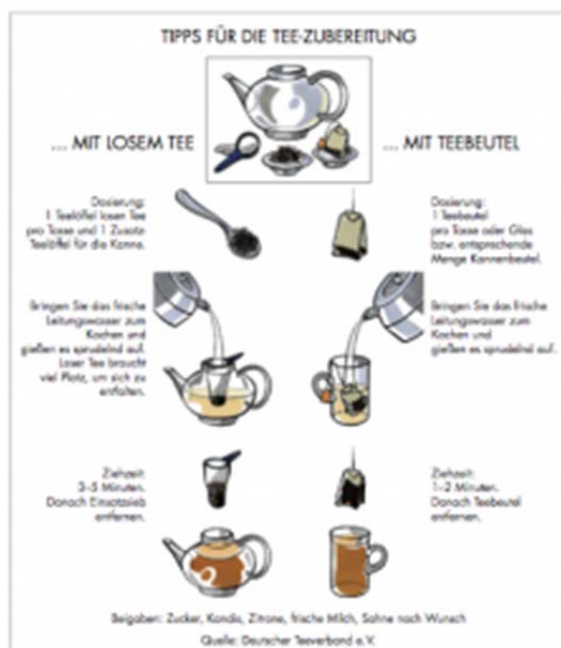 TIPPS FÜR DIE TEE-ZUBEREITUNG
... MIT LOSEM TEE
... MIT TEEBEUTEL
Dosierung:
1 Teelöffel losen Tee
pro Tasse und 1 Zusatz
Teelöffel für die Kanne.
Dosierung:
1 Teebeutel
pro Tasse oder Glas
bzw. entsprechende
Menge Kannenbeutel.
Bringen Sie das frische
Leitungswasser zum
Kochen und
gießen es sprudelnd auf.
Loser Tee braucht
viel Platz, um sich zu
entfalten.
Bringen Sie das frische
Leitungswasser zum
Kochen und
gießen es sprudelnd auf.
Ziehzeit:
3–5 Minuten.
Danach Einsatzsieb
entfernen.
Ziehzeit:
1–2 Minuten.
Danach Teebeutel
entfernen.
Beigaben: Zucker, Kandis, Zitrone, frische Milch, Sahne nach Wunsch
Quelle: Deutscher Teeverband e.V.